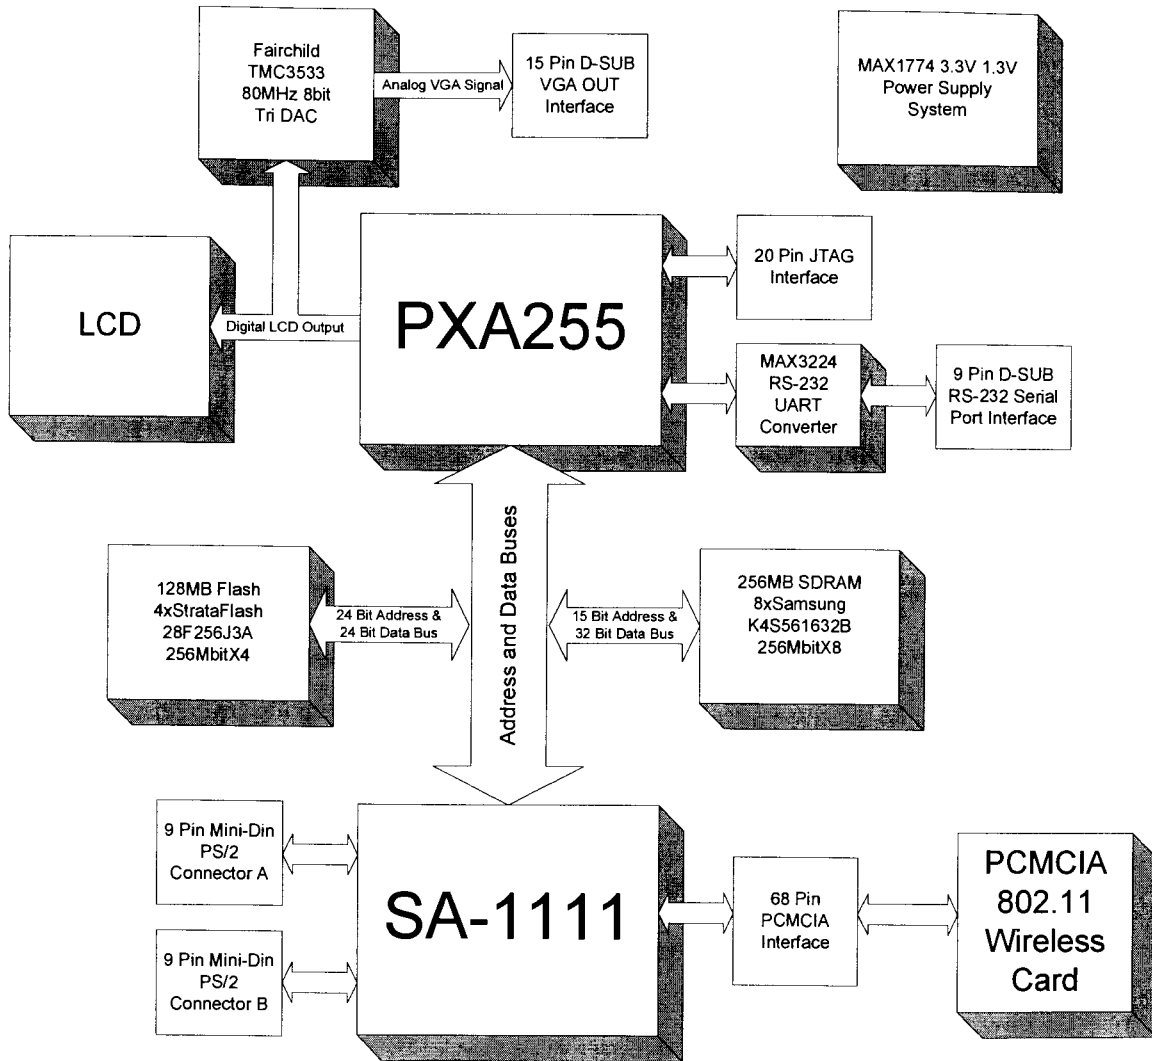 Fairchild
TMC3533
80MHz 8bit
Tri DAC
Analog VGA Signal
15 Pin D-SUB
VGA OUT
Interface
MAX1774 3.3V 1.3V
Power Supply
System
LCD
Digital LCD Output
PXA255
20 Pin JTAG
Interface
MAX3224
RS-232
UART
Converter
9 Pin D-SUB
RS-232 Serial
Port Interface
128MB Flash
4xStrataFlash
28F256J3A
256MbitX4
24 Bit Address &
24 Bit Data Bus
Address and Data Buses
15 Bit Address &
32 Bit Data Bus
256MB SDRAM
8xSamsung
K4S561632B
256MbitX8
9 Pin Mini-Din
PS/2
Connector A
9 Pin Mini-Din
PS/2
Connector B
SA-1111
68 Pin
PCMCIA
Interface
PCMCIA
802.11
Wireless
Card